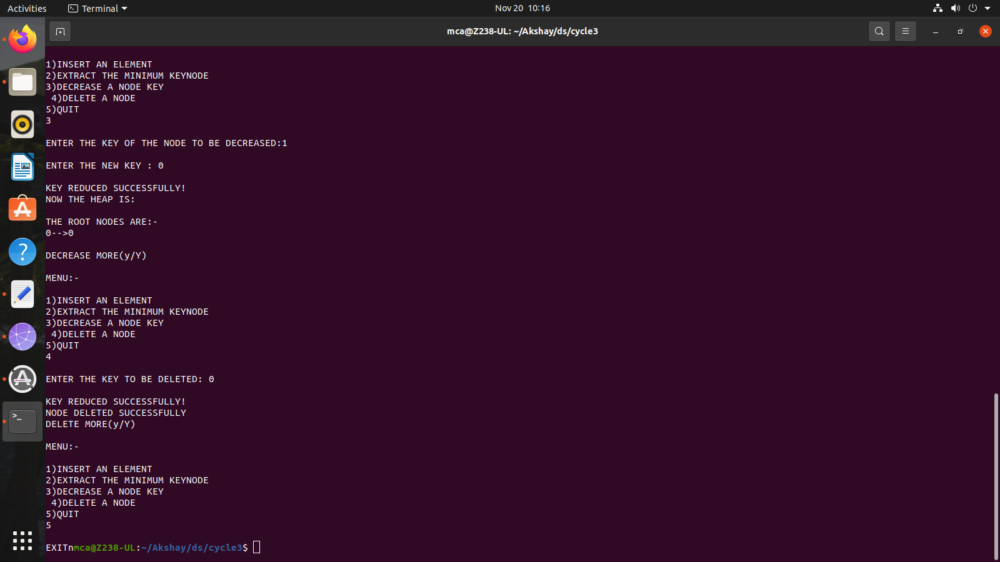 Activities Terminal Nov 20 10:16
mca@Z238-UL: ~/Akshay/ds/cycle3
1)INSERT AN ELEMENT
2)EXTRACT THE MINIMUM KEYNODE
3)DECREASE A NODE KEY
4)DELETE A NODE
5)QUIT
3
ENTER THE KEY OF THE NODE TO BE DECREASED:1
ENTER THE NEW KEY : 0
KEY REDUCED SUCCESSFULLY!
NOW THE HEAP IS:
THE ROOT NODES ARE:-
0-->0
DECREASE MORE(y/Y)
MENU:-
1)INSERT AN ELEMENT
2)EXTRACT THE MINIMUM KEYNODE
3)DECREASE A NODE KEY
4)DELETE A NODE
5)QUIT
4
ENTER THE KEY TO BE DELETED: 0
KEY REDUCED SUCCESSFULLY!
NODE DELETED SUCCESSFULLY
DELETE MORE(y/Y)
MENU:-
1)INSERT AN ELEMENT
2)EXTRACT THE MINIMUM KEYNODE
3)DECREASE A NODE KEY
4)DELETE A NODE
5)QUIT
5
EXITnmca@Z238-UL:~/Akshay/ds/cycle3$